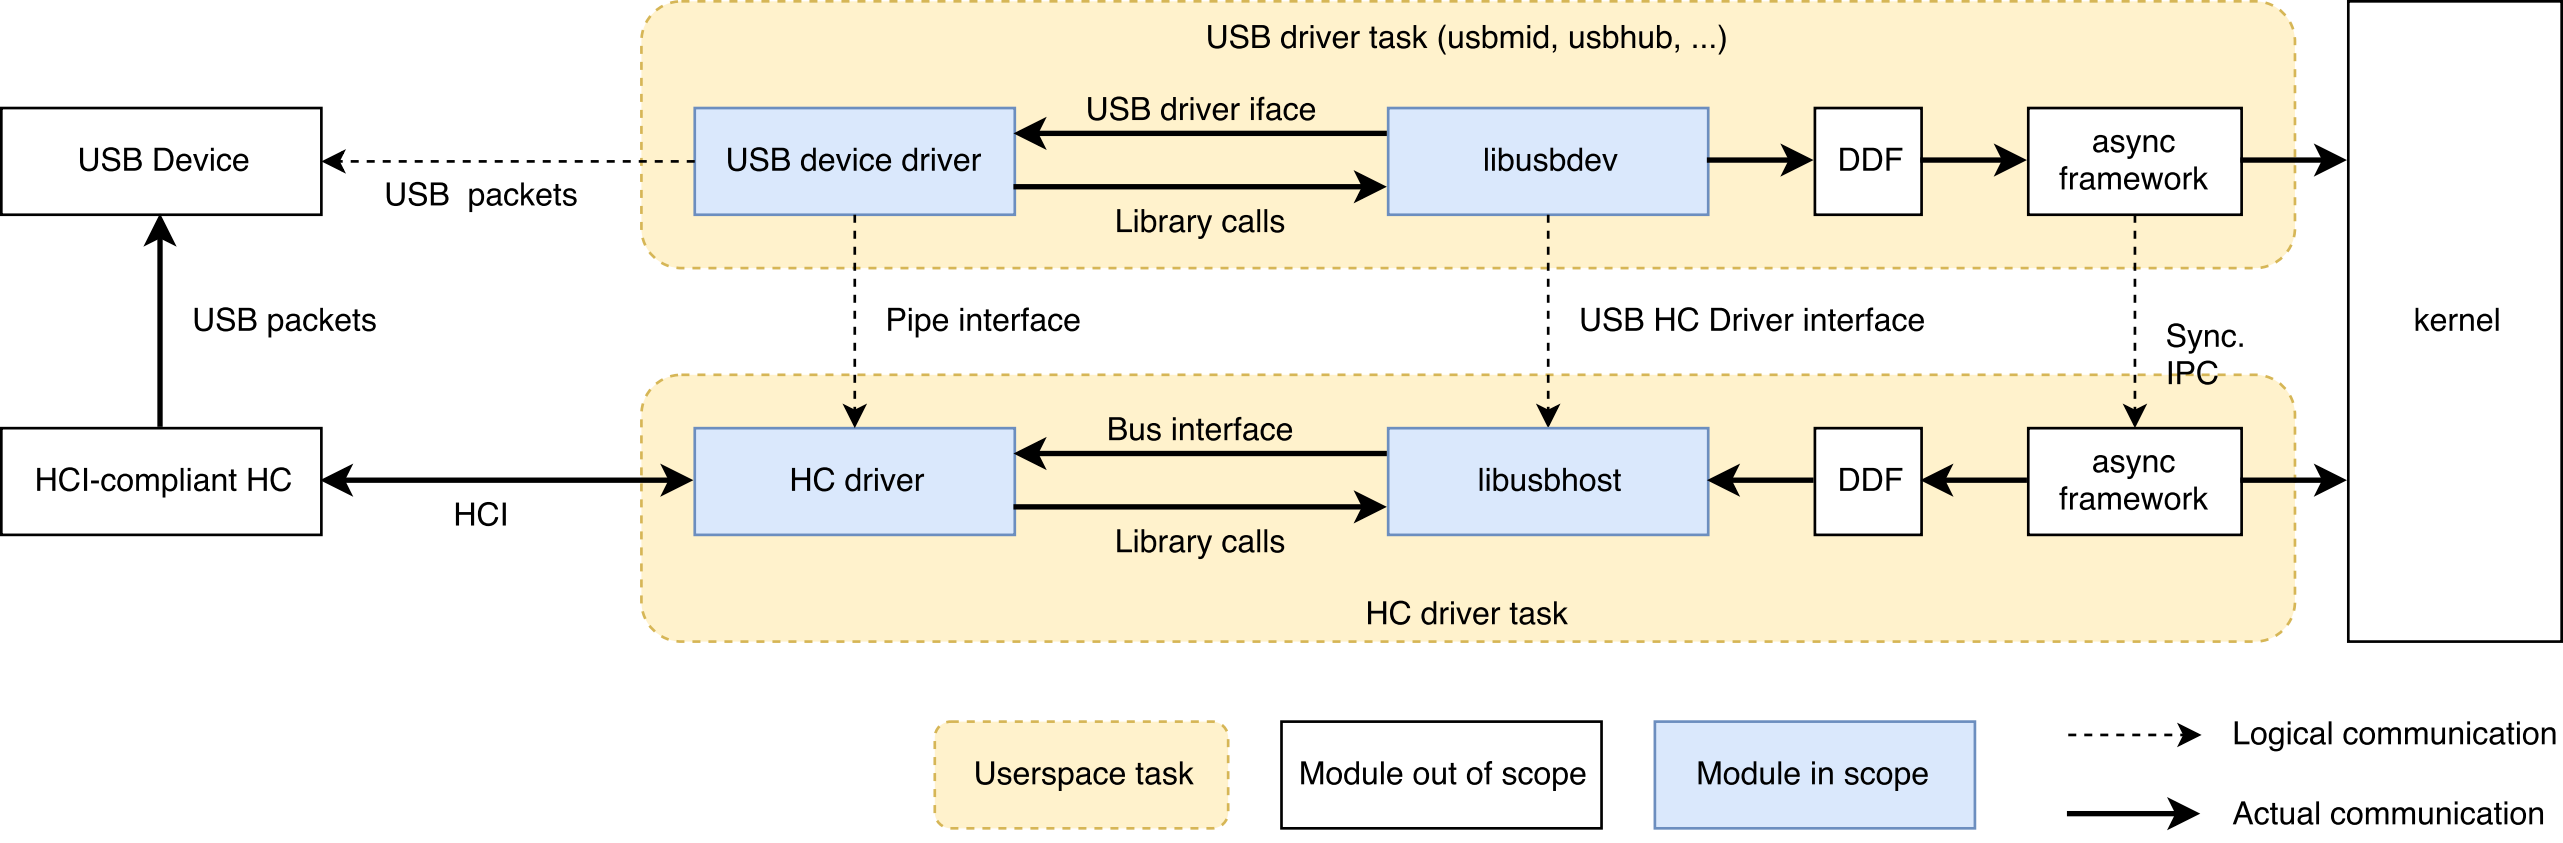 USB driver task (usbmid, usbhub, ...)
USB Device
USB packets
USB device driver
USB driver iface
Library calls
libusbdev
DDF
async
framework
USB packets
Pipe interface
USB HC Driver interface
Sync.
IPC
kernel
HCI-compliant HC
HCI
HC driver
Bus interface
Library calls
libusbhost
DDF
async
framework
HC driver task
Userspace task
Module out of scope
Module in scope
Logical communication
Actual communication